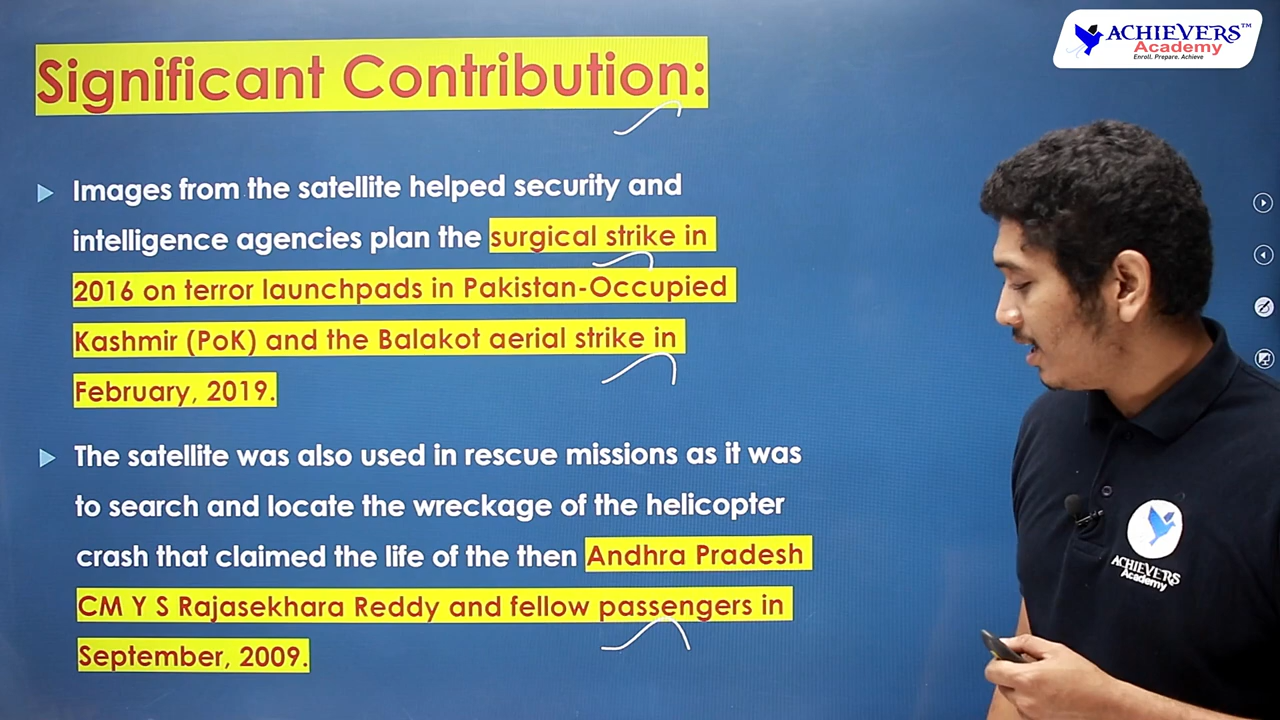 ACHIEVERS™
Academy
Enroll. Prepare. Achieve
Significant Contribution:
Images from the satellite helped security and
intelligence agencies plan the surgical strike in
2016 on terror launchpads in Pakistan-Occupied
Kashmir (PoK) and the Balakot aerial strike in
February, 2019.
The satellite was also used in rescue missions as it was
to search and locate the wreckage of the helicopter
crash that claimed the life of the then Andhra Pradesh
CM Y S Rajasekhara Reddy and fellow passengers in
September, 2009.
ACHIEVERS
Academy